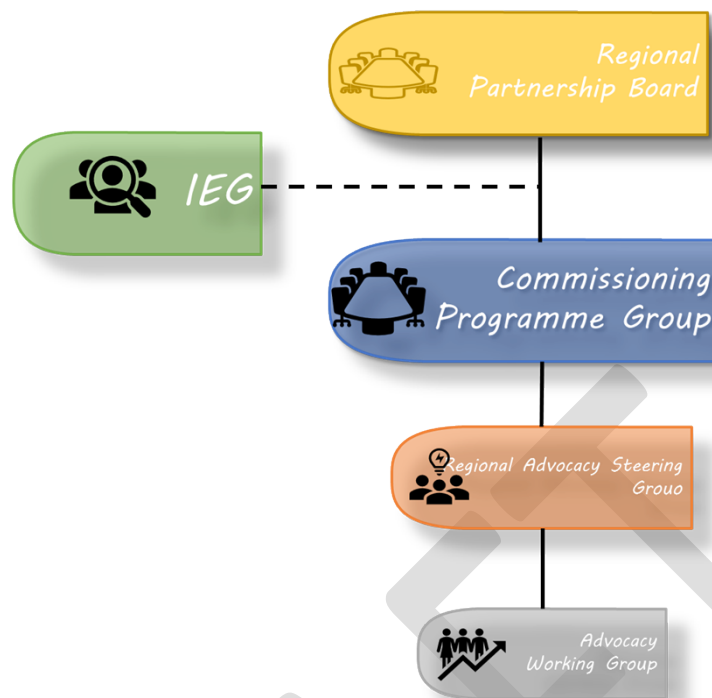 Regional
Partnership Board
IEG
Commissioning
Programme Group
Regional Advocacy Steering
Grouo
Advocacy
Working Group